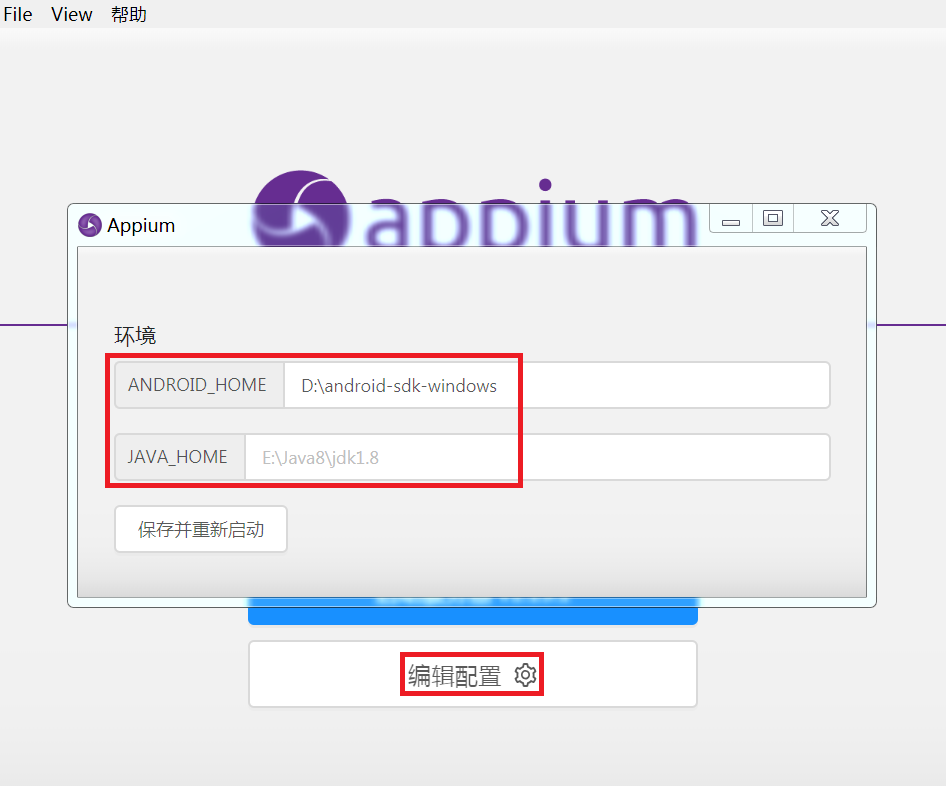 File View 帮助
appium
Appium
环境
ANDROID_HOME D:\android-sdk-windows
JAVA_HOME E:\Java8\jdk1.8
保存并重新启动
编辑配置